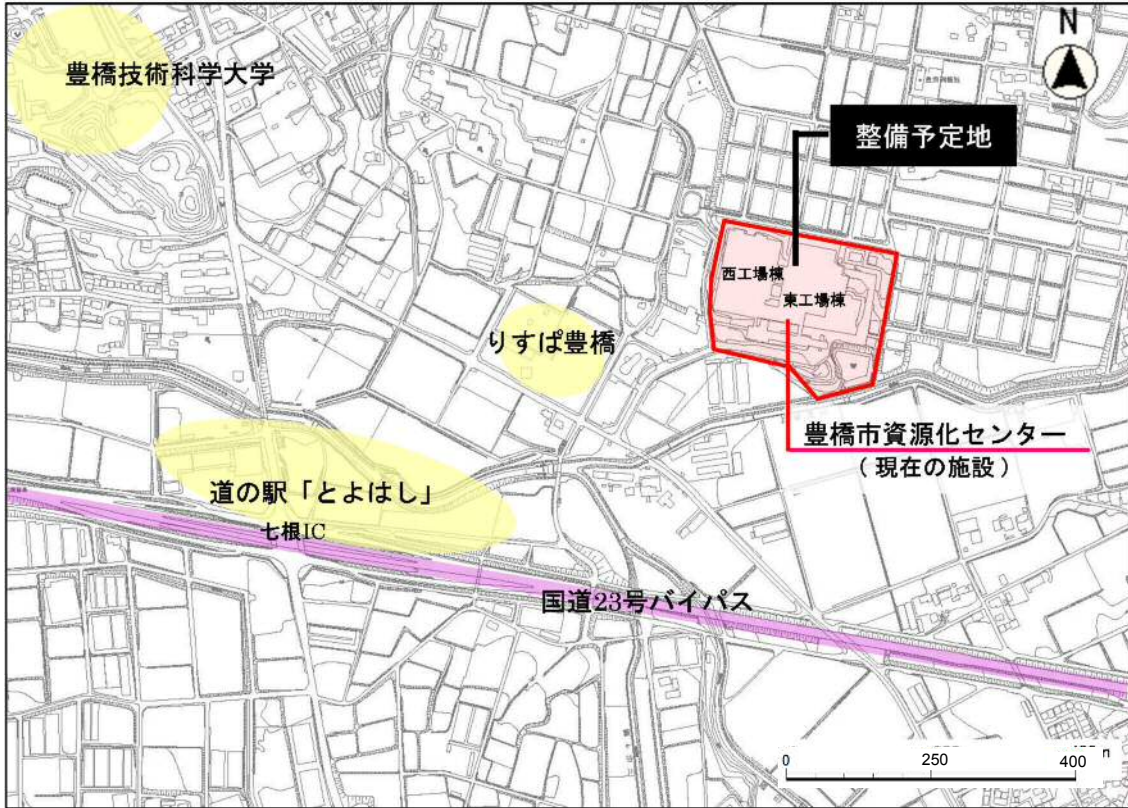 N
豊橋技術科学大学
整備予定地
西工場棟
東工場棟
りすぱ豊橋
豊橋市資源化センター
(現在の施設)
道の駅「とよはし」
七根IC
国道23号バイパス
0 250 400